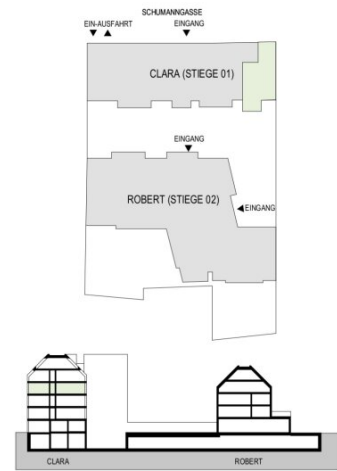 SCHUMANNGASSE
EIN-AUSFAHRT EINGANG
CLARA (STIEGE 01)
EINGANG
ROBERT (STIEGE 02)
EINGANG
CLARA ROBERT